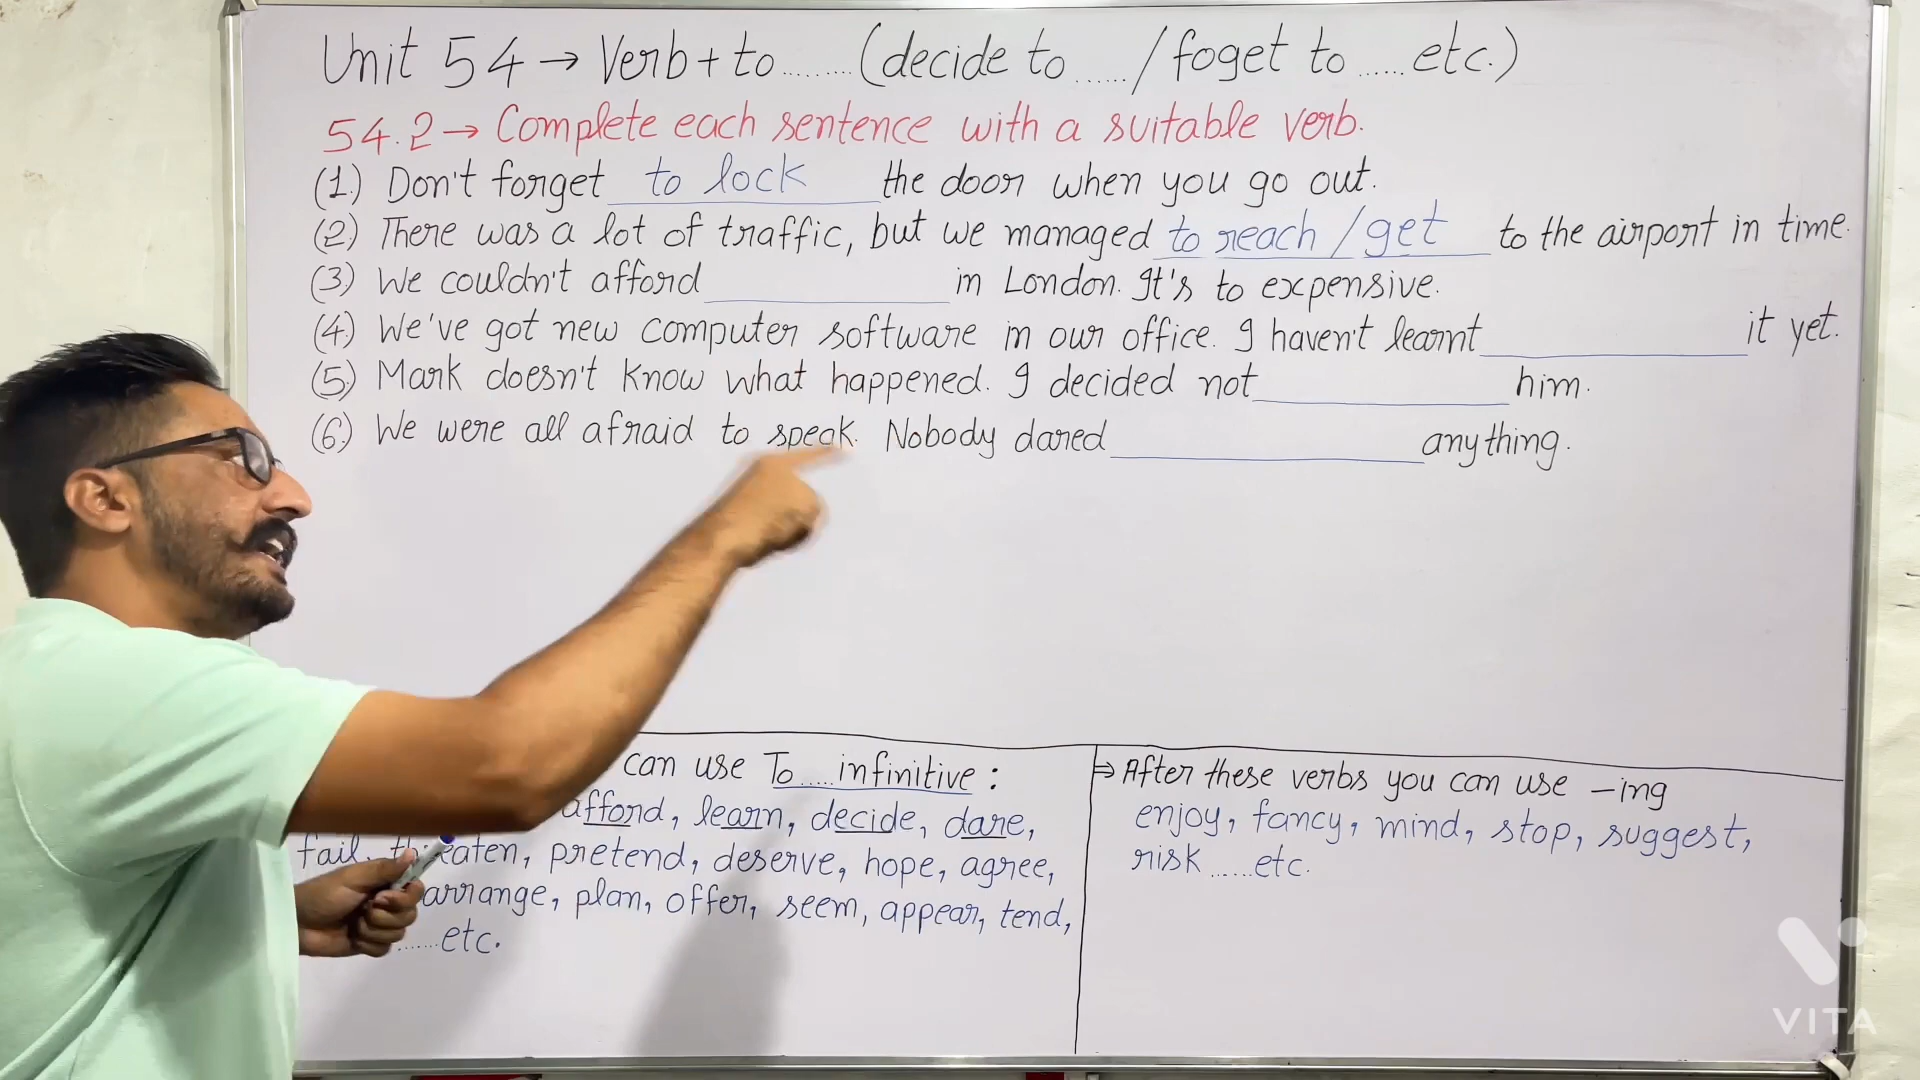 Unit 54 → Verb + to ........ (decide to ...... / foget to ..... etc.)
54.2 → Complete each sentence with a suitable verb.
(1.) Don't forget to lock the door when you go out.
(2.) There was a lot of traffic, but we managed to reach / get to the airport in time.
(3.) We couldn't afford __________ in London. It's to expensive.
(4.) We've got new computer software in our office. I haven't learnt __________ it yet.
(5.) Mark doesn't know what happened. I decided not __________ him.
(6.) We were all afraid to speak. Nobody dared __________ anything.
can use To .... infinitive :
afford, learn, decide, dare,
fail, threaten, pretend, deserve, hope, agree,
arrange, plan, offer, seem, appear, tend,
...... etc.
⇒ After these verbs you can use -ing
enjoy, fancy, mind, stop, suggest,
risk ...... etc.
VITA